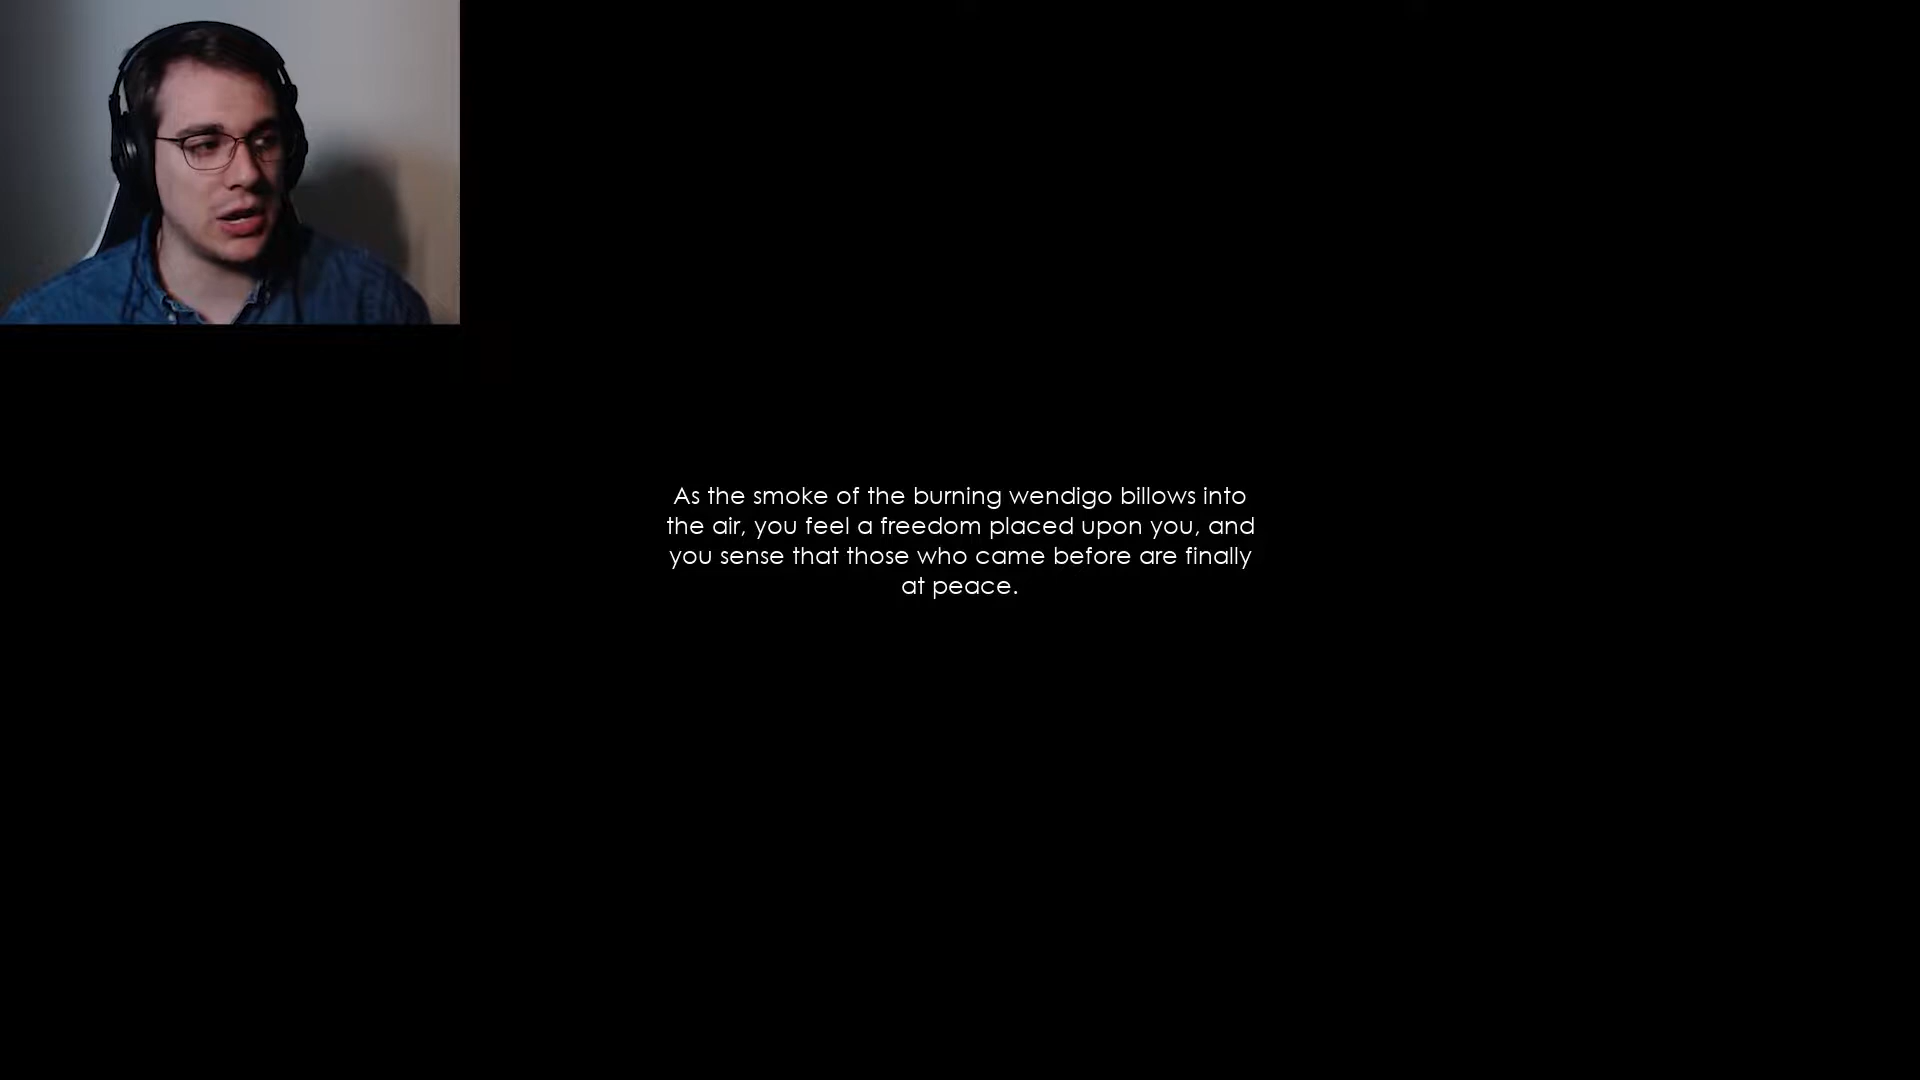 As the smoke of the burning wendigo billows into
the air, you feel a freedom placed upon you, and
you sense that those who came before are finally
at peace.